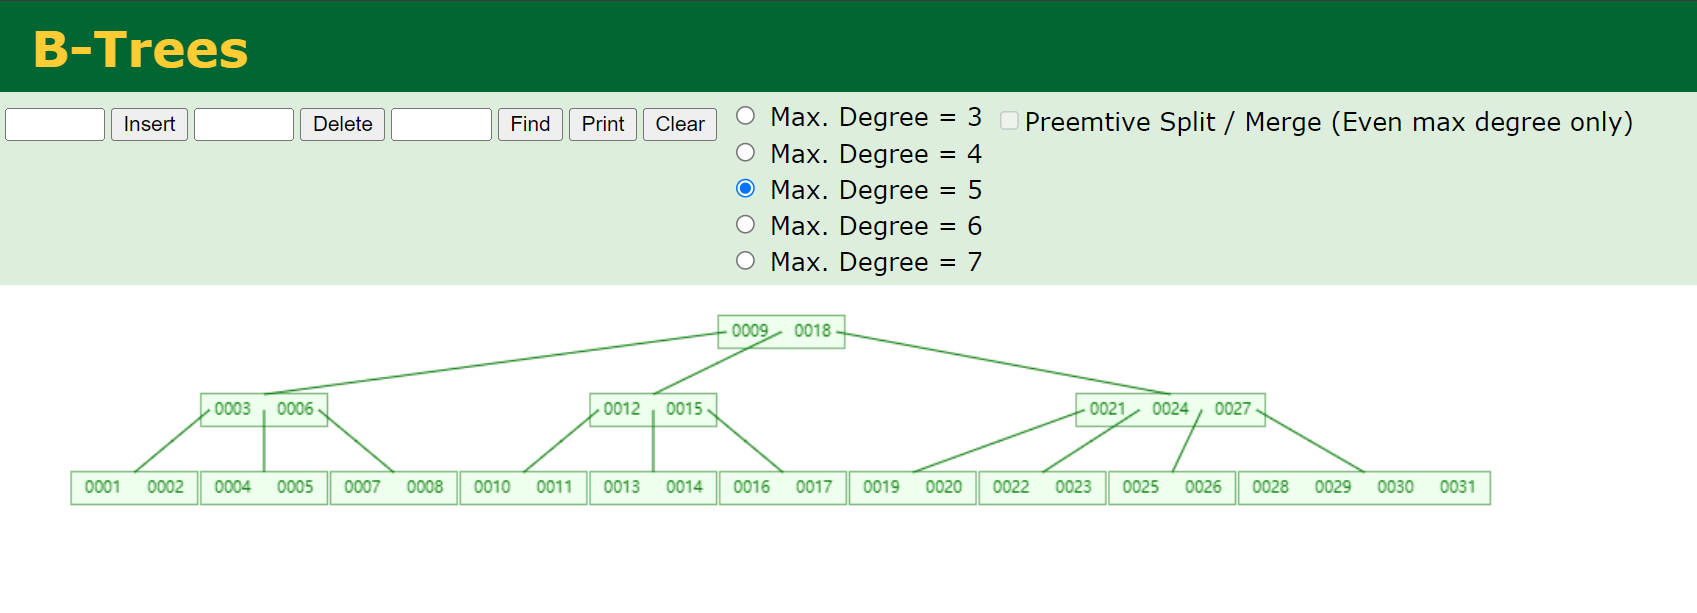 B-Trees
Insert Delete Find Print Clear
Max. Degree = 3
Max. Degree = 4
Max. Degree = 5
Max. Degree = 6
Max. Degree = 7
Preemtive Split / Merge (Even max degree only)
0009 0018
0003 0006 0012 0015 0021 0024 0027
0001 0002 0004 0005 0007 0008 0010 0011 0013 0014 0016 0017 0019 0020 0022 0023 0025 0026 0028 0029 0030 0031